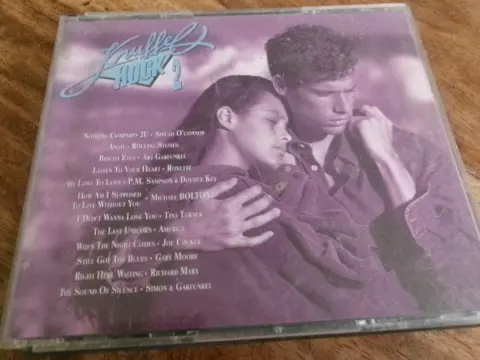 Kuffel
ROCK
2
NOTHING COMPARES 2U • SINEAD O'CONNOR
ANGIE • ROLLING STONES
BRIGHT EYES • ART GARFUNKEL
LISTEN TO YOUR HEART • ROXETTE
WE LOVE TO LOVE • P.M. SAMPSON & DOUBLE KEY
HOW AM I SUPPOSED
TO LIVE WITHOUT YOU • MICHAEL BOLTON
I DON'T WANNA LOSE YOU • TINA TURNER
THE LAST UNICORN • AMERICA
WHEN THE NIGHT COMES • JOE COCKER
STILL GOT THE BLUES • GARY MOORE
RIGHT HERE WAITING • RICHARD MARX
THE SOUND OF SILENCE • SIMON & GARFUNKEL